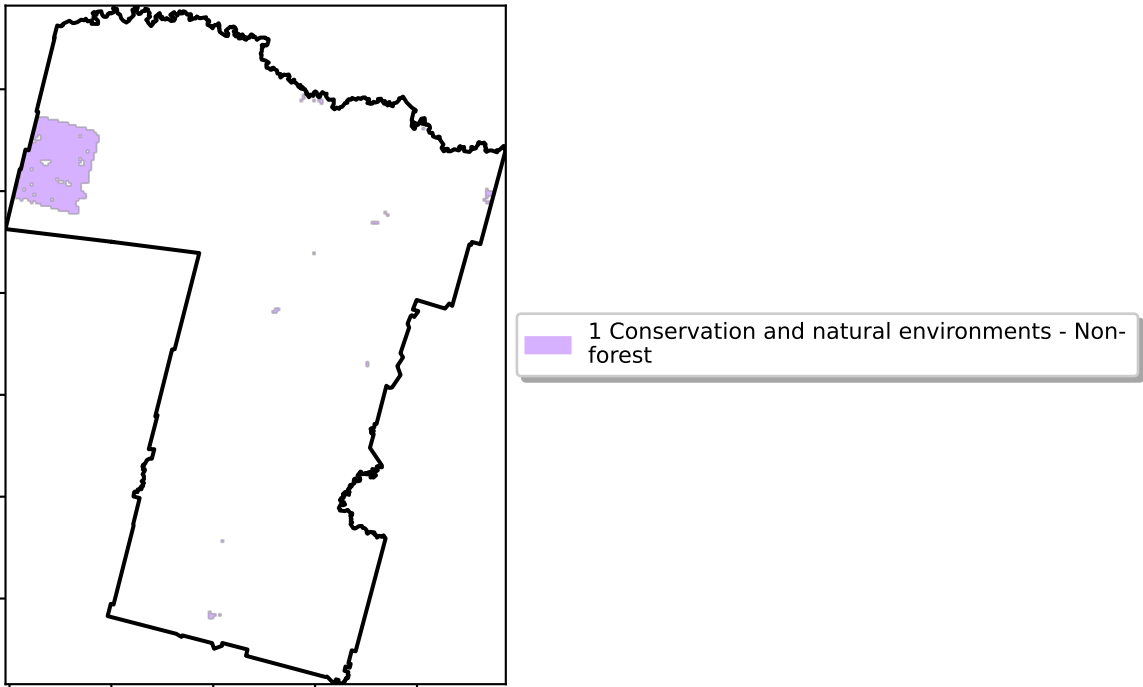 1 Conservation and natural environments - Non-
forest